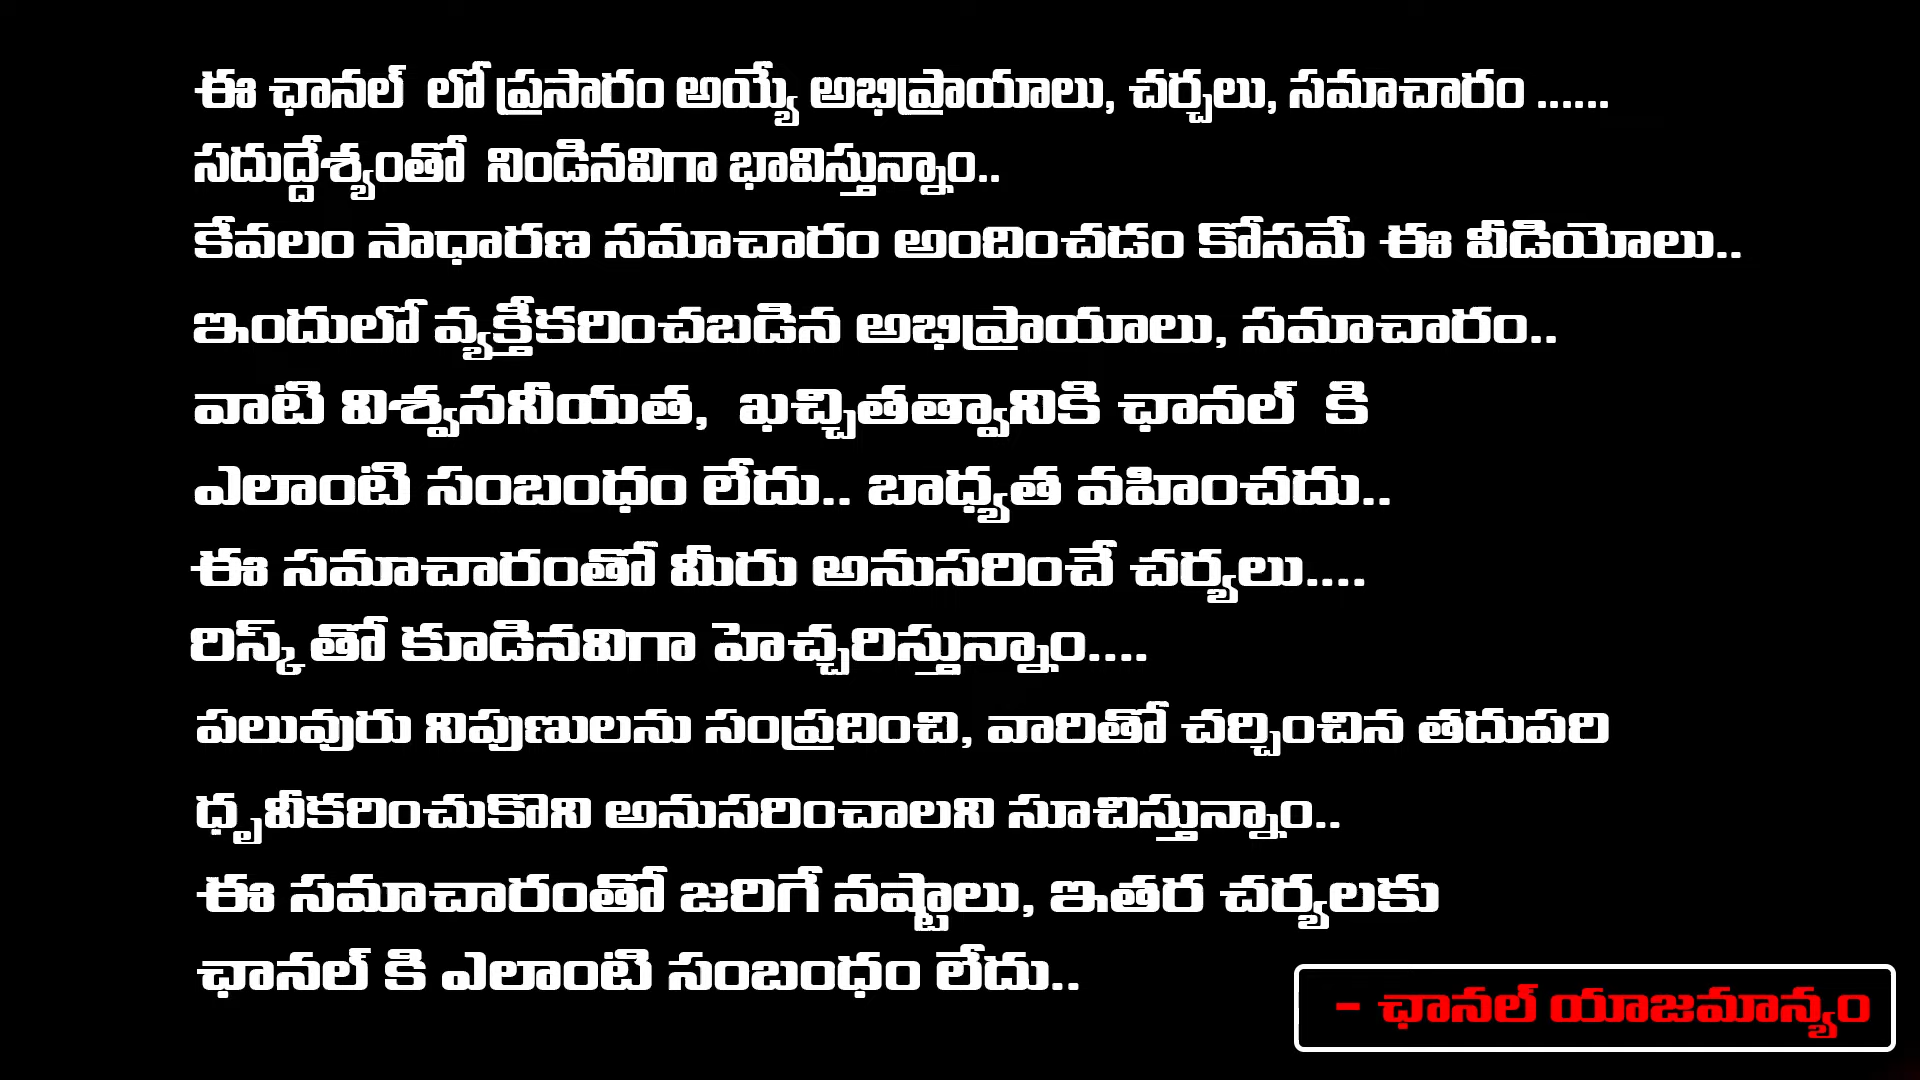 ఈ ఛానల్ లో ప్రసారం అయ్యే అభిప్రాయాలు, చర్చలు, సమాచారం ......
సదుద్దేశ్యంతో నిండినవిగా భావిస్తున్నాం..
కేవలం సాధారణ సమాచారం అందించడం కోసమే ఈ వీడియోలు..
ఇందులో వ్యక్తీకరించబడిన అభిప్రాయాలు, సమాచారం..
వాటి విశ్వసనీయత, ఖచ్చితత్వానికి ఛానల్ కి
ఎలాంటి సంబంధం లేదు.. బాధ్యత వహించదు..
ఈ సమాచారంతో మీరు అనుసరించే చర్యలు....
రిస్క్ తో కూడినవిగా హెచ్చరిస్తున్నాం....
పలువురు నిపుణులను సంప్రదించి, వారితో చర్చించిన తదుపరి
ధృవీకరించుకొని అనుసరించాలని సూచిస్తున్నాం..
ఈ సమాచారంతో జరిగే నష్టాలు, ఇతర చర్యలకు
ఛానల్ కి ఎలాంటి సంబంధం లేదు..
- ఛానల్ యాజమాన్యం